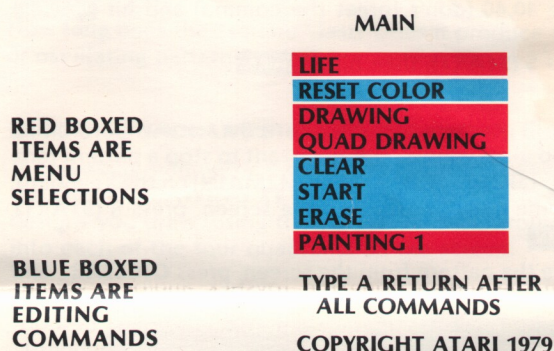 MAIN
LIFE
RESET COLOR
DRAWING
QUAD DRAWING
CLEAR
START
ERASE
PAINTING 1
RED BOXED
ITEMS ARE
MENU
SELECTIONS
BLUE BOXED
ITEMS ARE
EDITING
COMMANDS
TYPE A RETURN AFTER
ALL COMMANDS
COPYRIGHT ATARI 1979